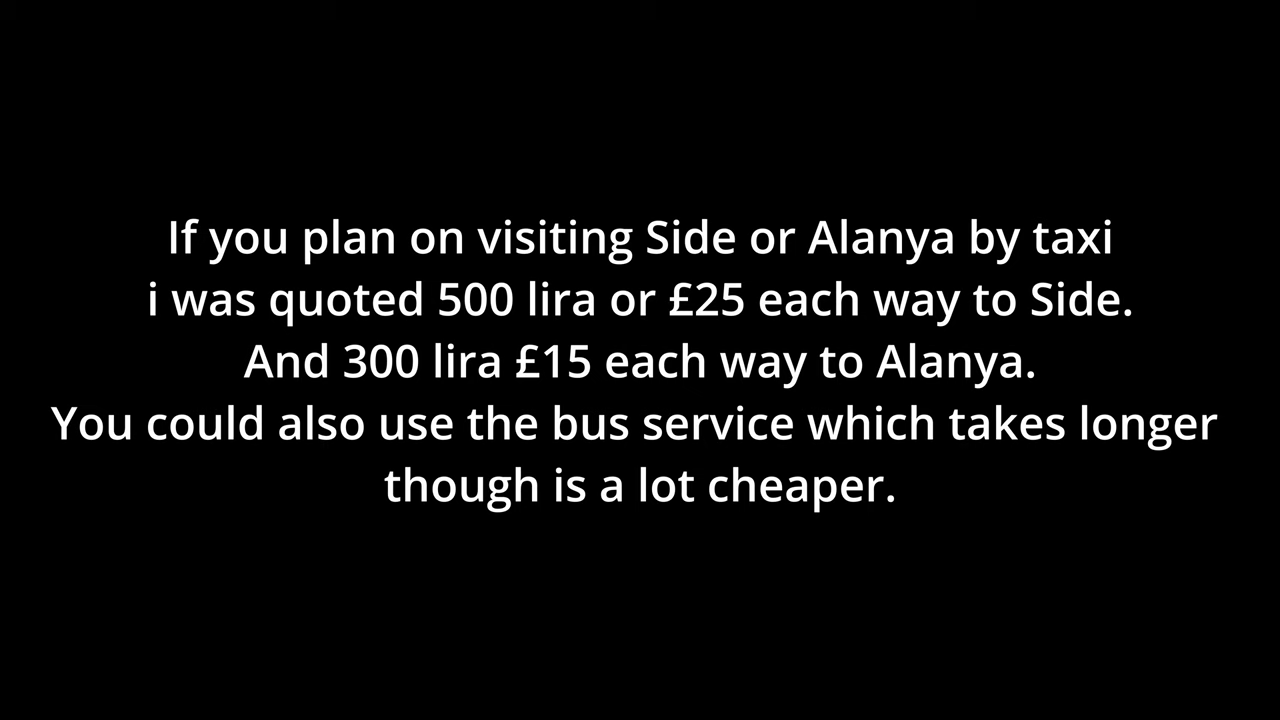 If you plan on visiting Side or Alanya by taxi
i was quoted 500 lira or £25 each way to Side.
And 300 lira £15 each way to Alanya.
You could also use the bus service which takes longer
though is a lot cheaper.